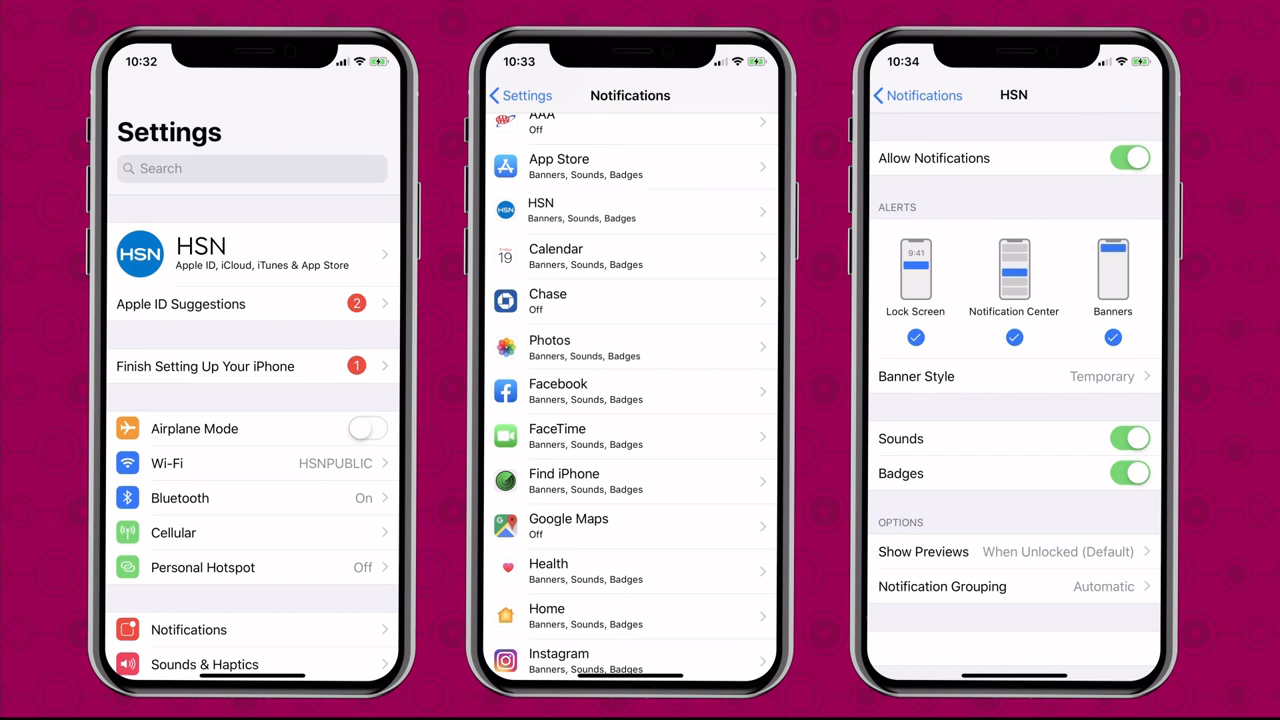 10:32
Settings
Search
HSN
HSN
Apple ID, iCloud, iTunes & App Store
Apple ID Suggestions
2
Finish Setting Up Your iPhone
1
Airplane Mode
Wi-Fi
HSNPUBLIC
Bluetooth
On
Cellular
Personal Hotspot
Off
Notifications
Sounds & Haptics
10:33
Settings
Notifications
AAA
Off
App Store
Banners, Sounds, Badges
HSN
HSN
Banners, Sounds, Badges
Friday
19
Calendar
Banners, Sounds, Badges
Chase
Off
Photos
Banners, Sounds, Badges
Facebook
Banners, Sounds, Badges
FaceTime
Banners, Sounds, Badges
Find iPhone
Banners, Sounds, Badges
Google Maps
Off
Health
Banners, Sounds, Badges
Home
Banners, Sounds, Badges
Instagram
Banners, Sounds, Badges
10:34
Notifications
HSN
Allow Notifications
ALERTS
9:41
Lock Screen
Notification Center
Banners
Banner Style
Temporary
Sounds
Badges
OPTIONS
Show Previews
When Unlocked (Default)
Notification Grouping
Automatic